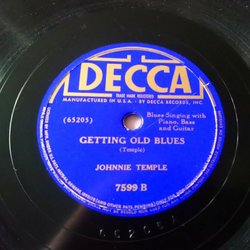 DECCA
TRADE MARK REGISTERED
MANUFACTURED IN U.S.A. · BY DECCA RECORDS, INC.
(65205)
Blues Singing with
Piano, Bass
and Guitar
GETTING OLD BLUES
(Temple)
JOHNNIE TEMPLE
7599 B